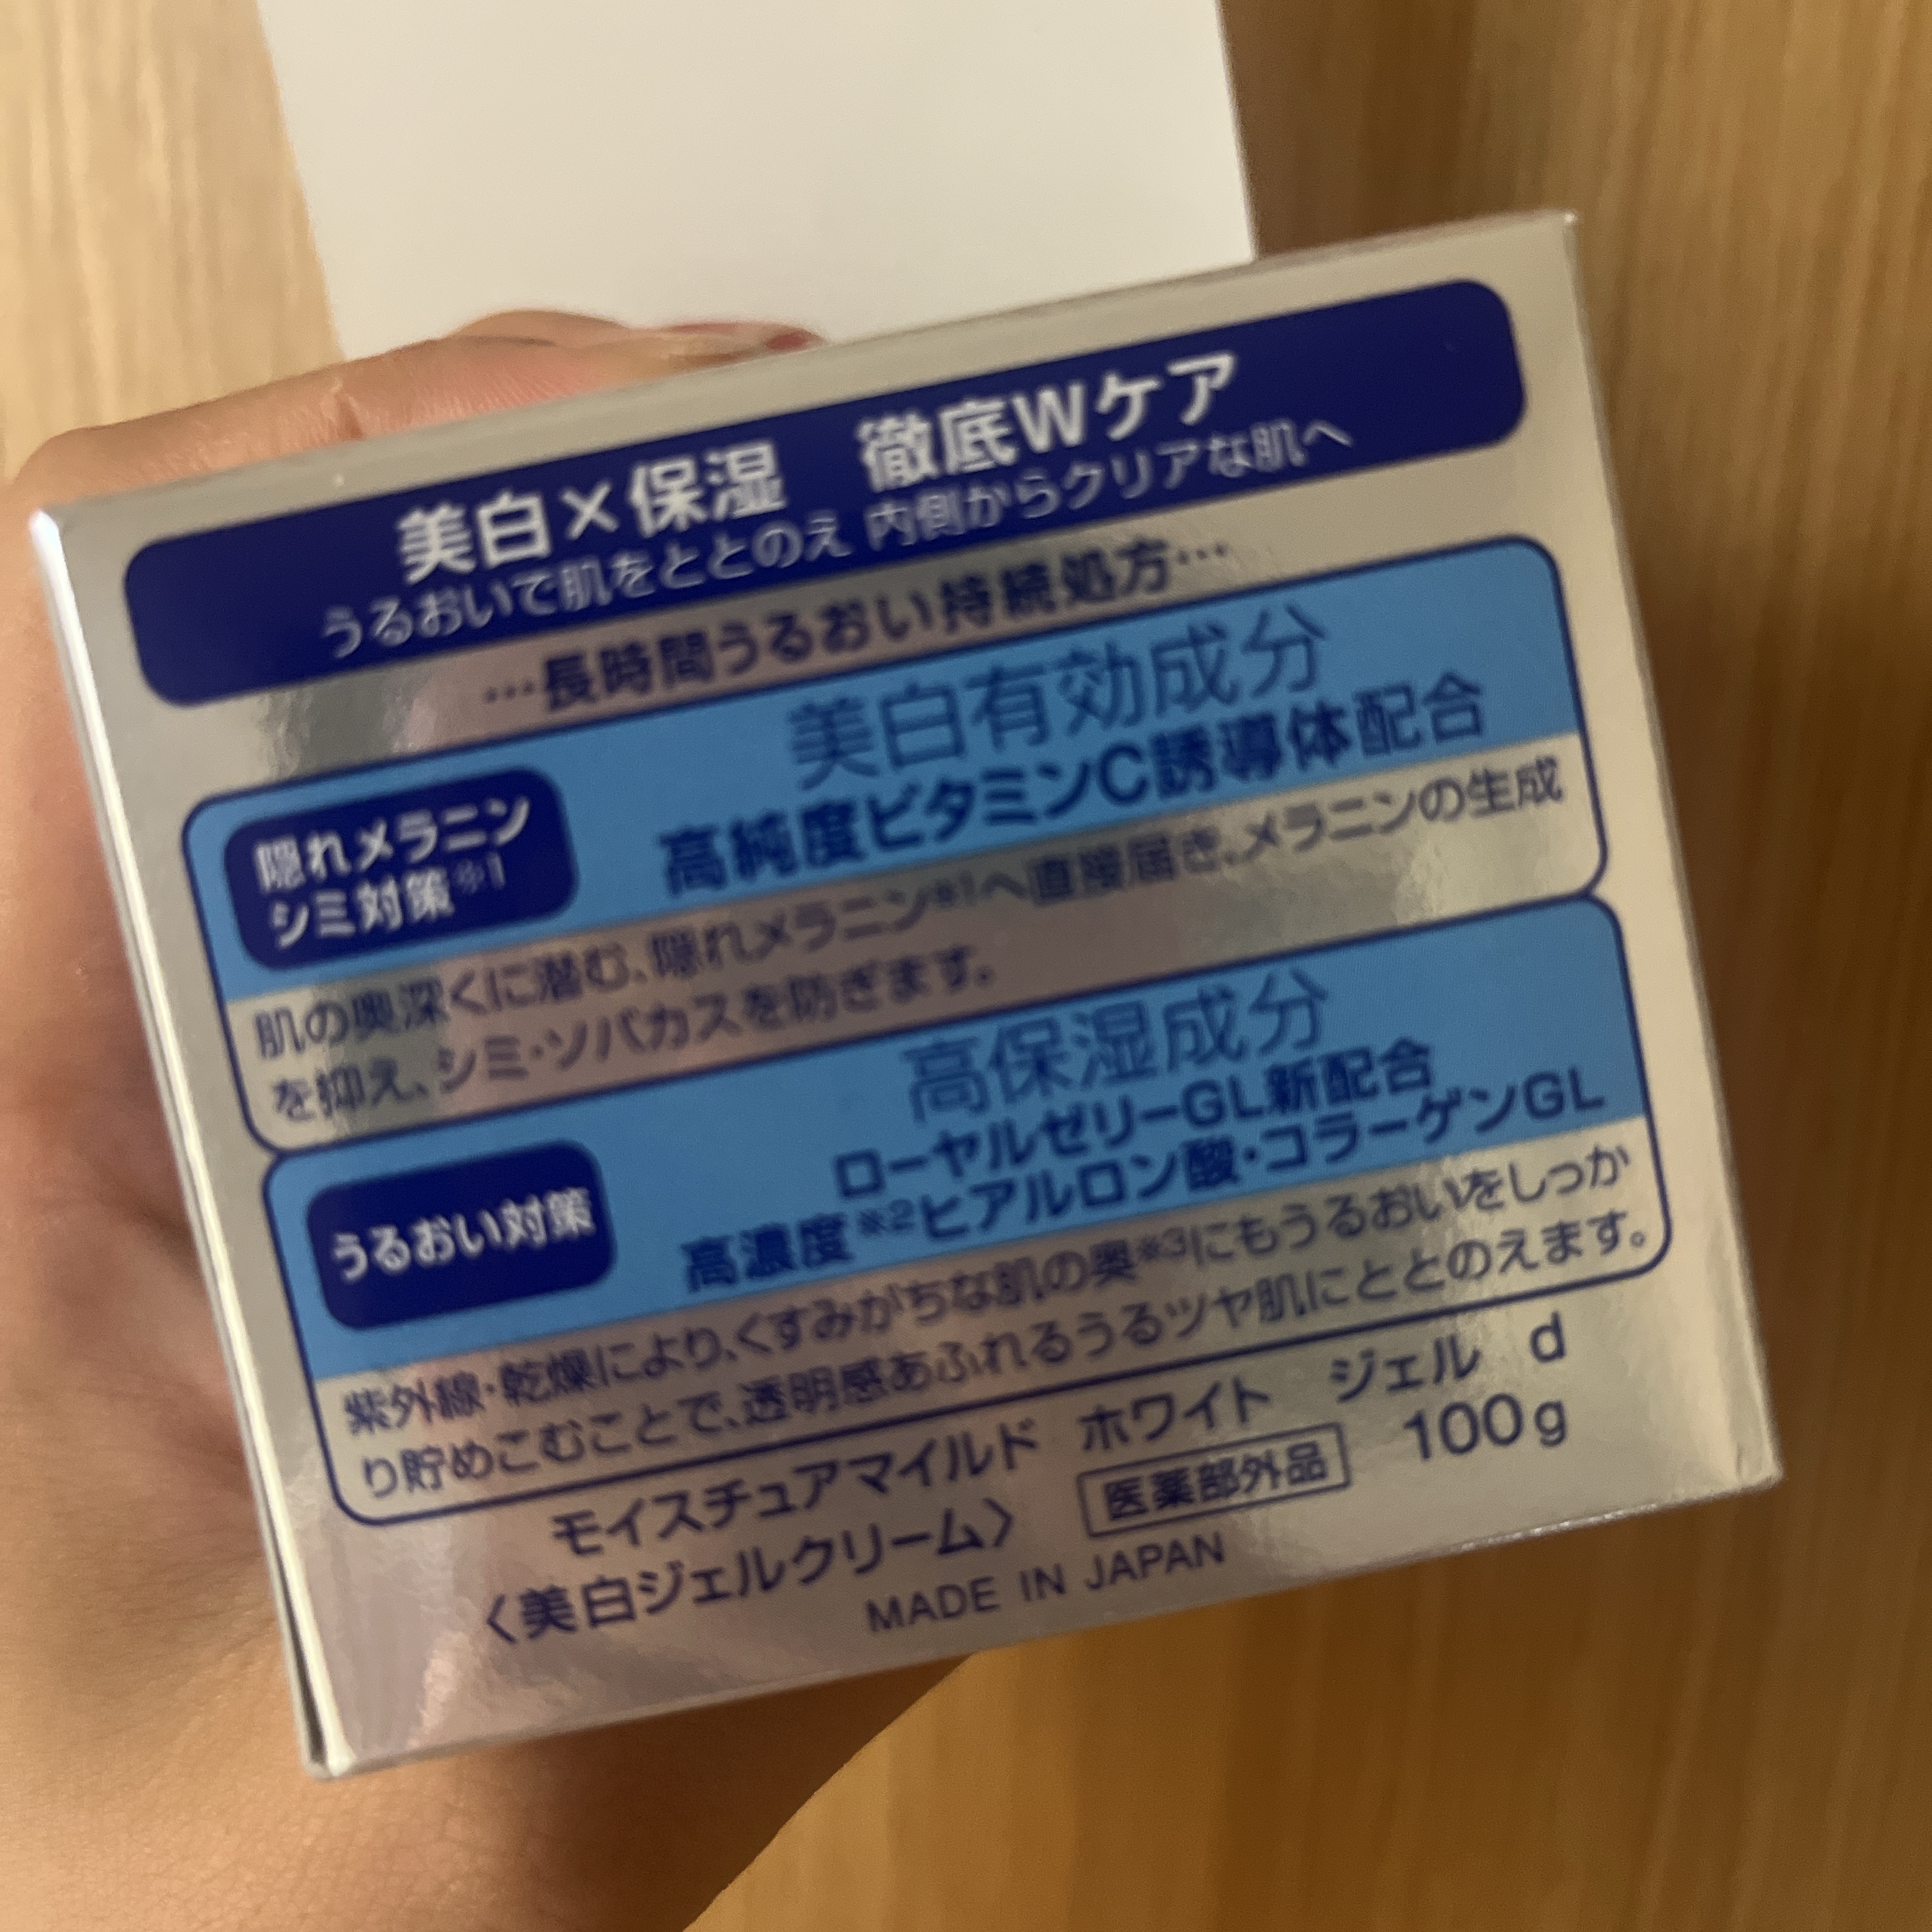 美白×保湿 徹底Wケア
うるおいで肌をととのえ 内側からクリアな肌へ
…長時間うるおい持続処方…
隠れメラニン
シミ対策※1
美白有効成分
高純度ビタミンC誘導体配合
肌の奥深くに潜む、隠れメラニン※1へ直接届き、メラニンの生成
を抑え、シミ・ソバカスを防ぎます。
うるおい対策
高保湿成分
ローヤルゼリーGL新配合
高濃度※2ヒアルロン酸・コラーゲンGL
紫外線・乾燥により、くすみがちな肌の奥※3にもうるおいをしっか
り貯めこむことで、透明感あふれるうるツヤ肌にととのえます。
モイスチュアマイルド ホワイト ジェル d
〈美白ジェルクリーム〉 医薬部外品 100g
MADE IN JAPAN